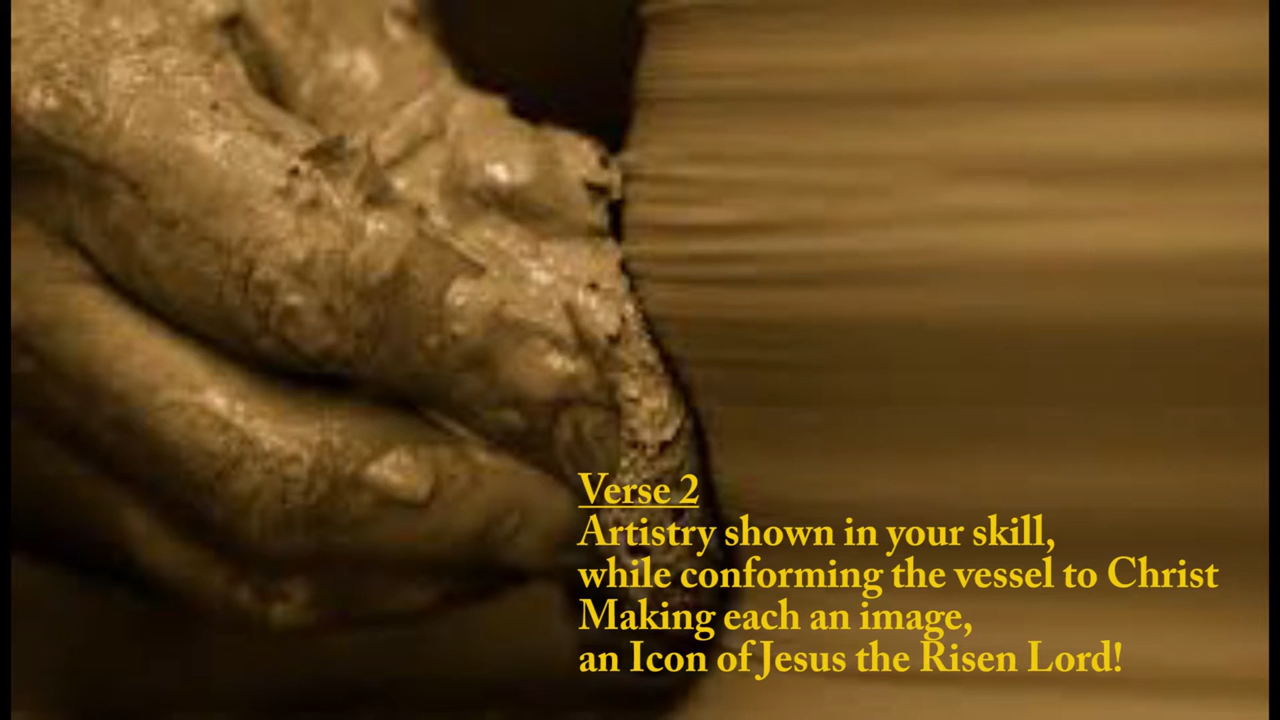 Verse 2
Artistry shown in your skill,
while conforming the vessel to Christ
Making each an image,
an Icon of Jesus the Risen Lord!